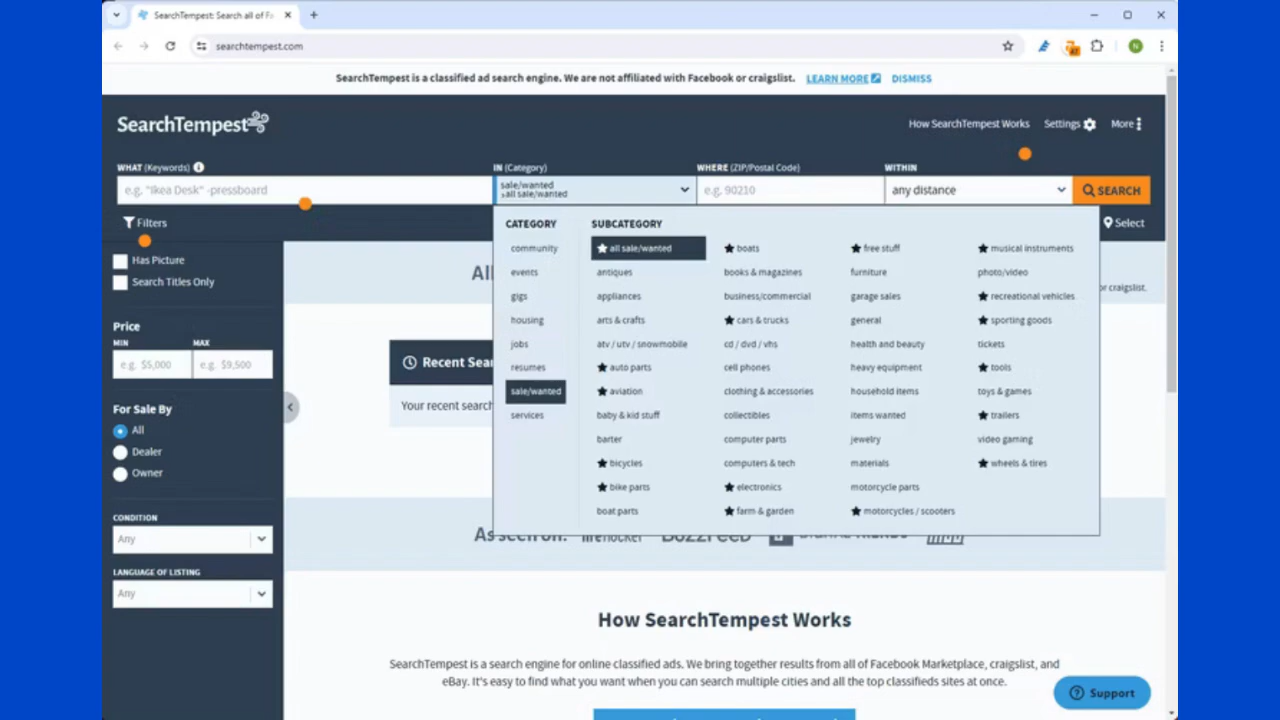 SearchTempest: Search all of Fa
searchtempest.com
N
SearchTempest is a classified ad search engine. We are not affiliated with Facebook or craigslist. LEARN MORE DISMISS
SearchTempest
How SearchTempest Works Settings More
WHAT (Keywords) IN (Category) WHERE (ZIP/Postal Code) WITHIN
e.g. "Ikea Desk" -pressboard
sale/wanted
all sale/wanted
e.g. 90210
any distance
SEARCH
Filters
Select
CATEGORY
community
events
gigs
housing
jobs
resumes
sale/wanted
services
SUBCATEGORY
all sale/wanted
antiques
appliances
arts & crafts
atv / utv / snowmobile
auto parts
aviation
baby & kid stuff
barter
bicycles
bike parts
boat parts
boats
books & magazines
business/commercial
cars & trucks
cd / dvd / vhs
cell phones
clothing & accessories
collectibles
computer parts
computers & tech
electronics
farm & garden
free stuff
furniture
garage sales
general
health and beauty
heavy equipment
household items
items wanted
jewelry
materials
motorcycle parts
motorcycles / scooters
musical instruments
photo/video
recreational vehicles
sporting goods
tickets
tools
toys & games
trailers
video gaming
wheels & tires
Has Picture
Search Titles Only
Price
MIN MAX
e.g. $5,000 e.g. $9,500
For Sale By
All
Dealer
Owner
CONDITION
Any
LANGUAGE OF LISTING
Any
All
or craigslist.
Recent Sear
Your recent search
As seen on: lifehacker BuzzFeed DIGITAL TRENDS
How SearchTempest Works
SearchTempest is a search engine for online classified ads. We bring together results from all of Facebook Marketplace, craigslist, and
eBay. It's easy to find what you want when you can search multiple cities and all the top classifieds sites at once.
Support